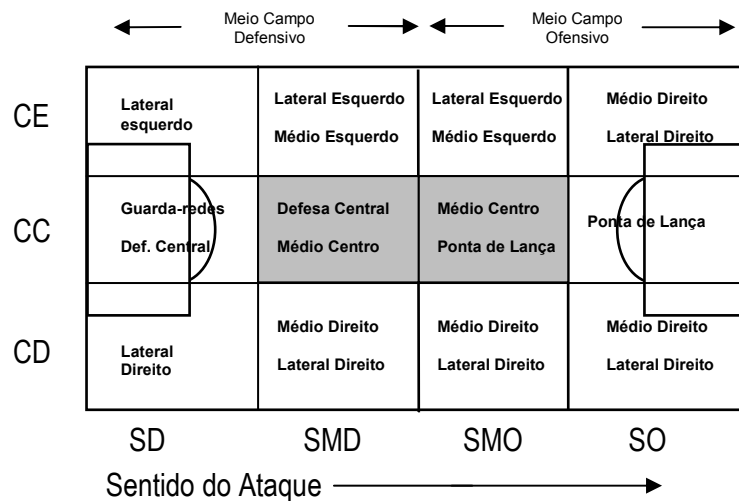 Meio Campo
Defensivo
Meio Campo
Ofensivo
CE
Lateral
esquerdo
Lateral Esquerdo
Médio Esquerdo
Lateral Esquerdo
Médio Esquerdo
Médio Direito
Lateral Direito
CC
Guarda-redes
Def. Central
Defesa Central
Médio Centro
Médio Centro
Ponta de Lança
Ponta de Lança
CD
Lateral
Direito
Médio Direito
Lateral Direito
Médio Direito
Lateral Direito
Médio Direito
Lateral Direito
SD
SMD
SMO
SO
Sentido do Ataque